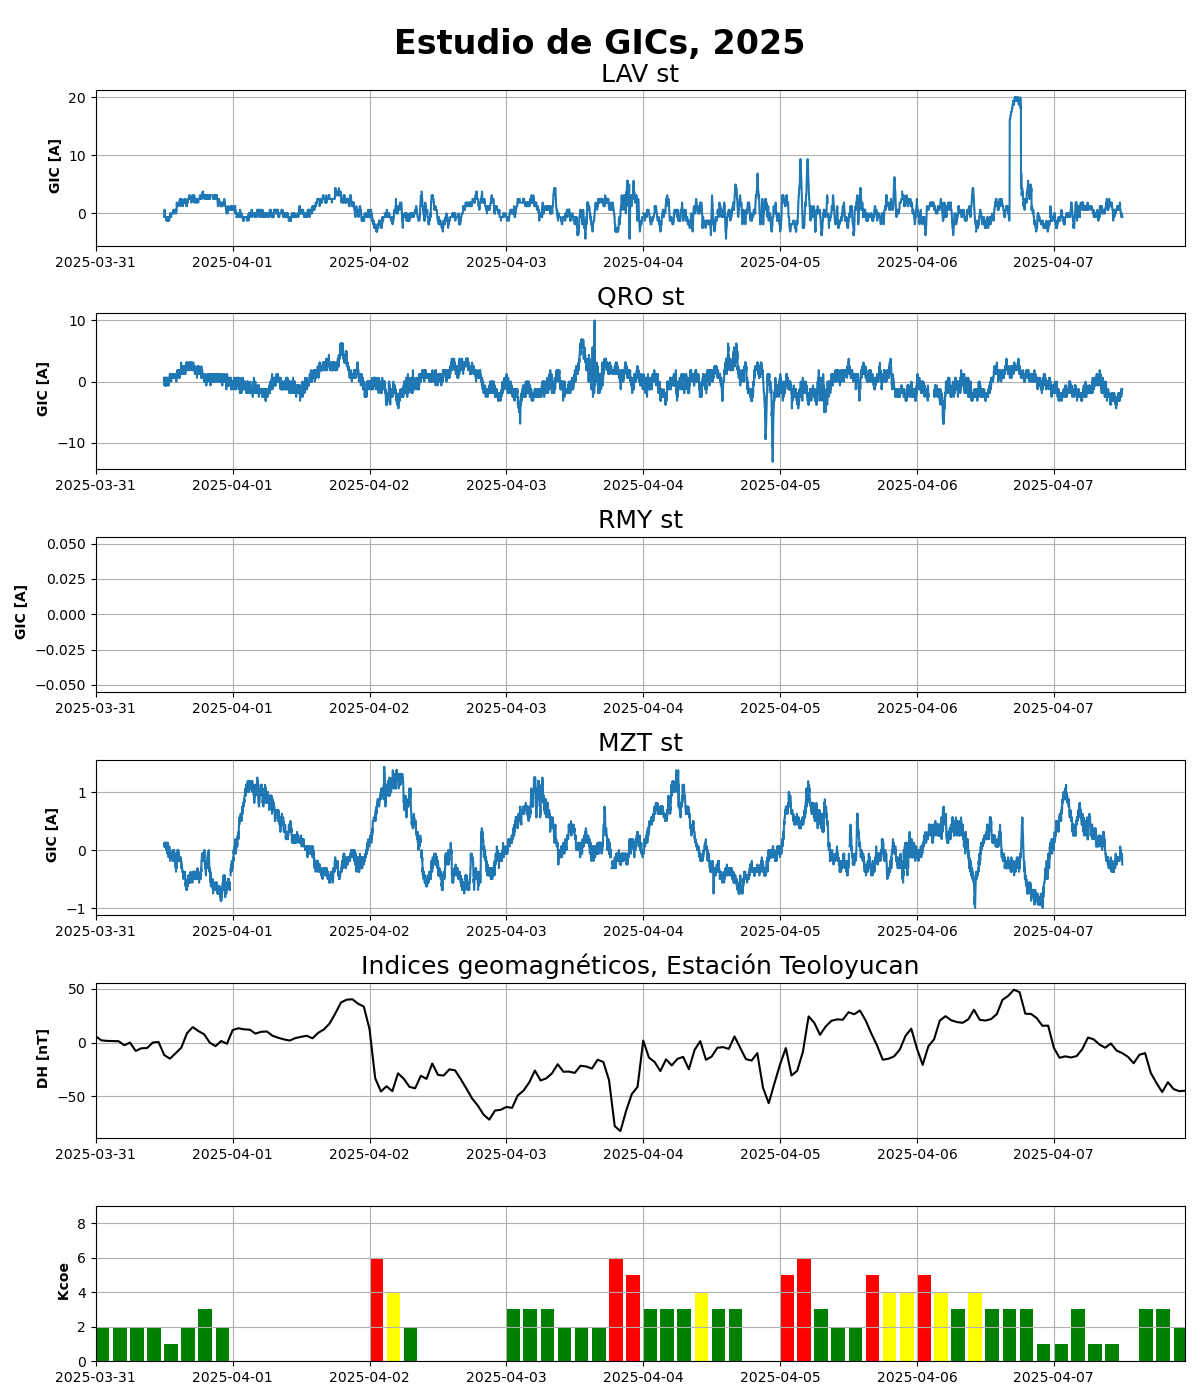 Estudio de GICs, 2025
LAV st
20
10
0
GIC [A]
2025-03-31 2025-04-01 2025-04-02 2025-04-03 2025-04-04 2025-04-05 2025-04-06 2025-04-07
QRO st
10
0
−10
GIC [A]
2025-03-31 2025-04-01 2025-04-02 2025-04-03 2025-04-04 2025-04-05 2025-04-06 2025-04-07
RMY st
0.050
0.025
0.000
−0.025
−0.050
GIC [A]
2025-03-31 2025-04-01 2025-04-02 2025-04-03 2025-04-04 2025-04-05 2025-04-06 2025-04-07
MZT st
1
0
−1
GIC [A]
2025-03-31 2025-04-01 2025-04-02 2025-04-03 2025-04-04 2025-04-05 2025-04-06 2025-04-07
Indices geomagnéticos, Estación Teoloyucan
50
0
−50
DH [nT]
2025-03-31 2025-04-01 2025-04-02 2025-04-03 2025-04-04 2025-04-05 2025-04-06 2025-04-07
8
6
4
2
0
Kcoe
2025-03-31 2025-04-01 2025-04-02 2025-04-03 2025-04-04 2025-04-05 2025-04-06 2025-04-07